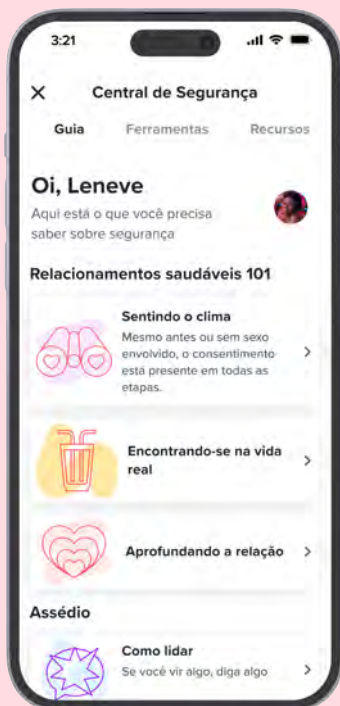 3:21
Central de Segurança
Guia Ferramentas Recursos
Oi, Leneve
Aqui está o que você precisa
saber sobre segurança
Relacionamentos saudáveis 101
Sentindo o clima
Mesmo antes ou sem sexo
envolvido, o consentimento
está presente em todas as
etapas.
Encontrando-se na vida
real
Aprofundando a relação
Assédio
Como lidar
Se você vir algo, diga algo